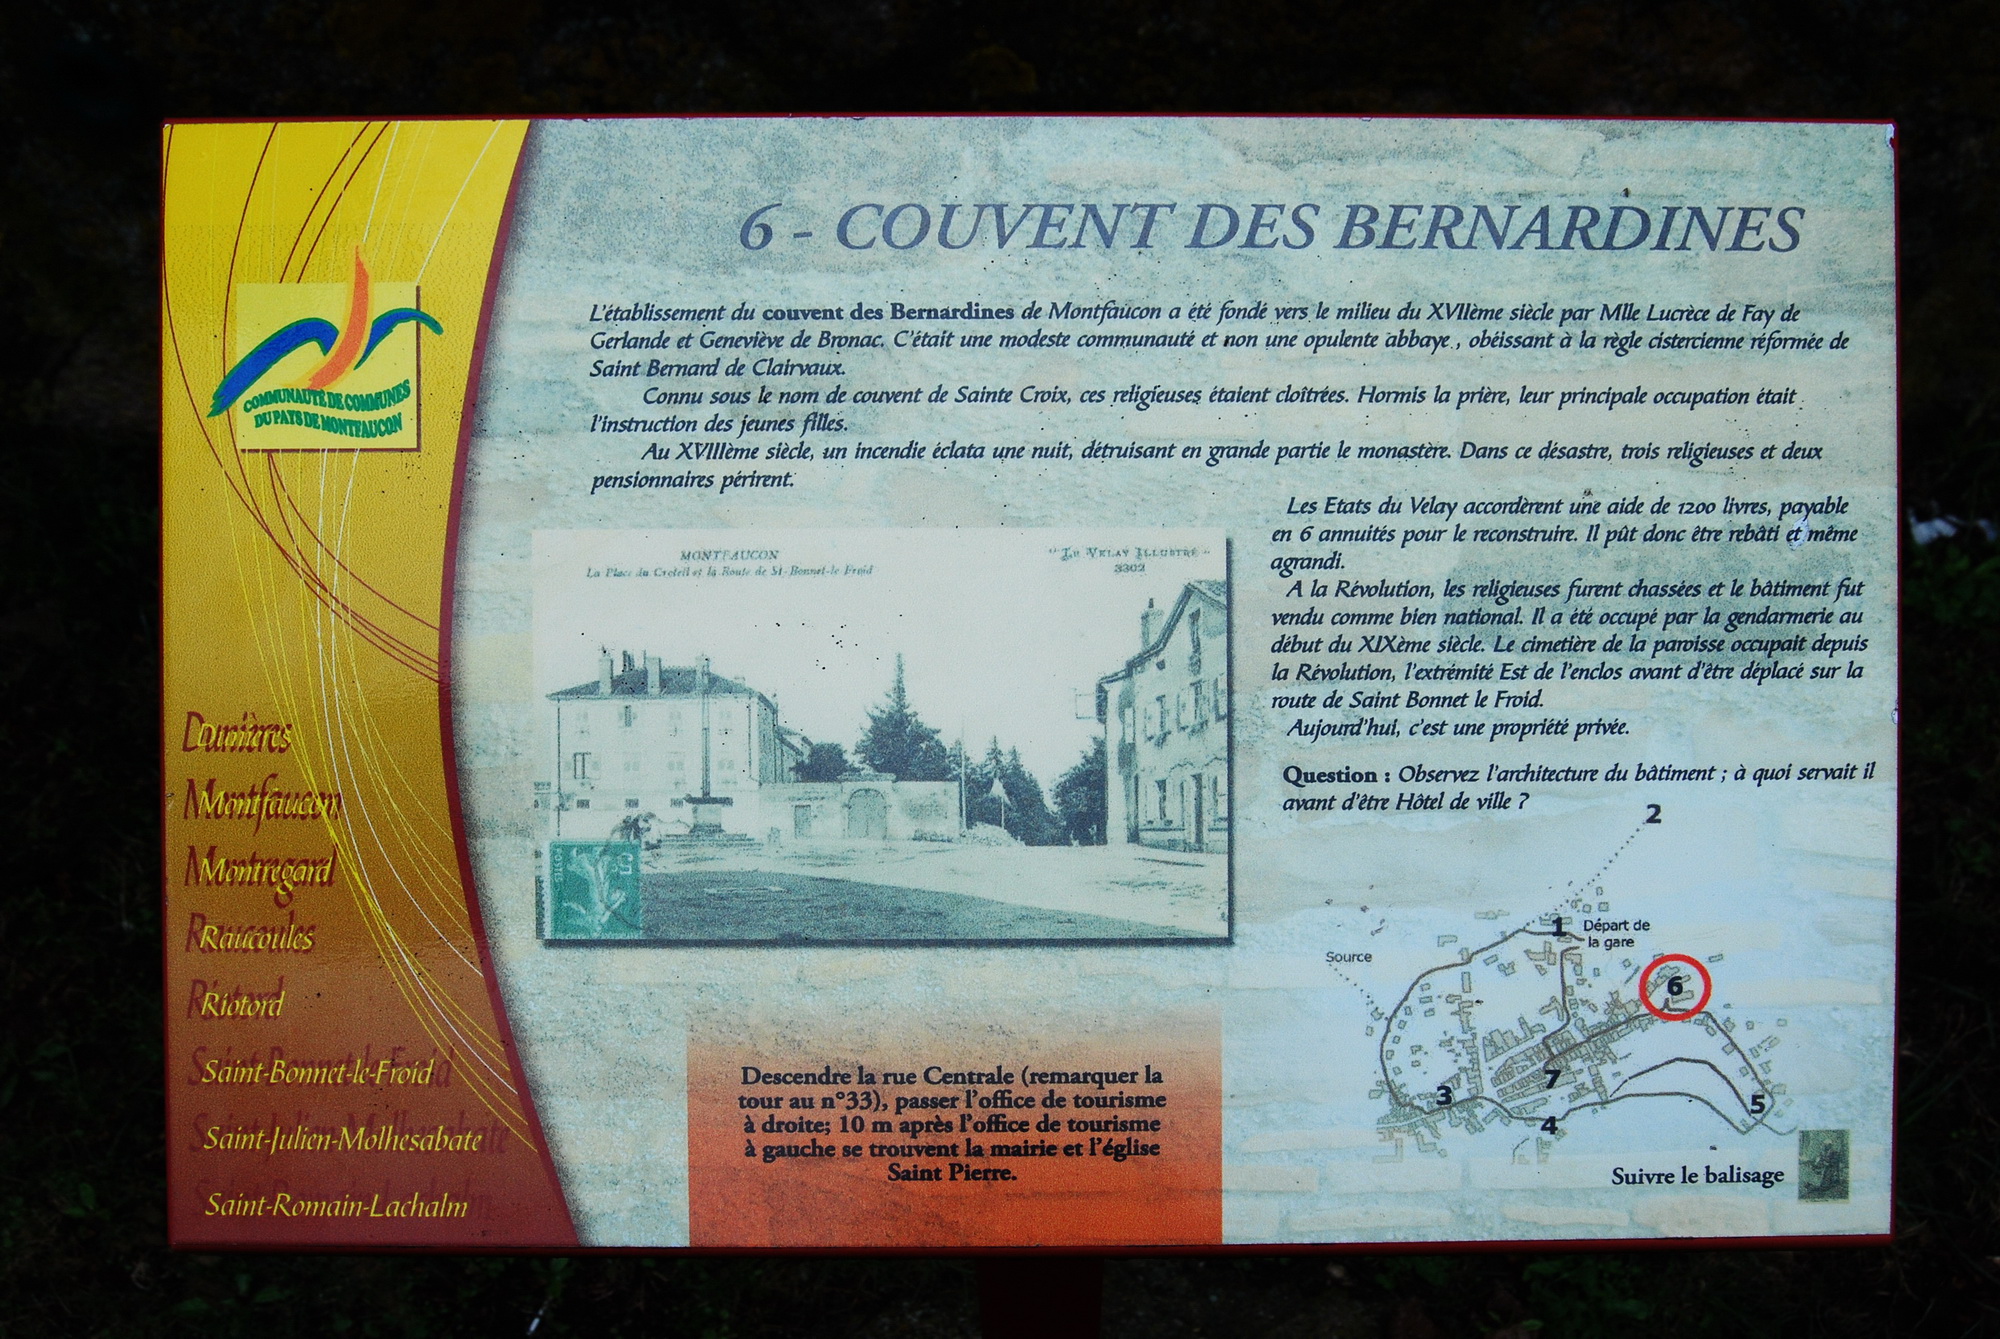 6 - COUVENT DES BERNARDINES
L'établissement du couvent des Bernardines de Montfaucon a été fondé vers le milieu du XVIIème siècle par Mlle Lucrèce de Fay de
Gerlande et Geneviève de Bronac. C'était une modeste communauté et non une opulente abbaye, obéissant à la règle cistercienne réformée de
Saint Bernard de Clairvaux.
Connu sous le nom de couvent de Sainte Croix, ces religieuses étaient cloîtrées. Hormis la prière, leur principale occupation était
l'instruction des jeunes filles.
Au XVIIIème siècle, un incendie éclata une nuit, détruisant en grande partie le monastère. Dans ce désastre, trois religieuses et deux
pensionnaires périrent.
Les Etats du Velay accordèrent une aide de 1200 livres, payable
en 6 annuités pour le reconstruire. Il pût donc être rebâti et même
agrandi.
A la Révolution, les religieuses furent chassées et le bâtiment fut
vendu comme bien national. Il a été occupé par la gendarmerie au
début du XIXème siècle. Le cimetière de la paroisse occupait depuis
la Révolution, l'extrémité Est de l'enclos avant d'être déplacé sur la
route de Saint Bonnet le Froid.
Aujourd'hui, c'est une propriété privée.
Question : Observez l'architecture du bâtiment ; à quoi servait il
avant d'être Hôtel de ville ?
MONTFAUCON
La Place du Creteil et la Route de St-Bonnet-le Froid
"Le VELAY ILLUSTRÉ"
3302
COMMUNAUTÉ DE COMMUNES
DU PAYS DE MONTFAUCON
Dunières
Montfaucon
Montregard
Raucoules
Riotord
Saint-Bonnet-le-Froid
Saint-Julien-Molhesabate
Saint-Romain-Lachalm
Descendre la rue Centrale (remarquer la
tour au n°33), passer l'office de tourisme
à droite; 10 m après l'office de tourisme
à gauche se trouvent la mairie et l'église
Saint Pierre.
2
1
Départ de
la gare
Source
6
7
3
5
4
Suivre le balisage